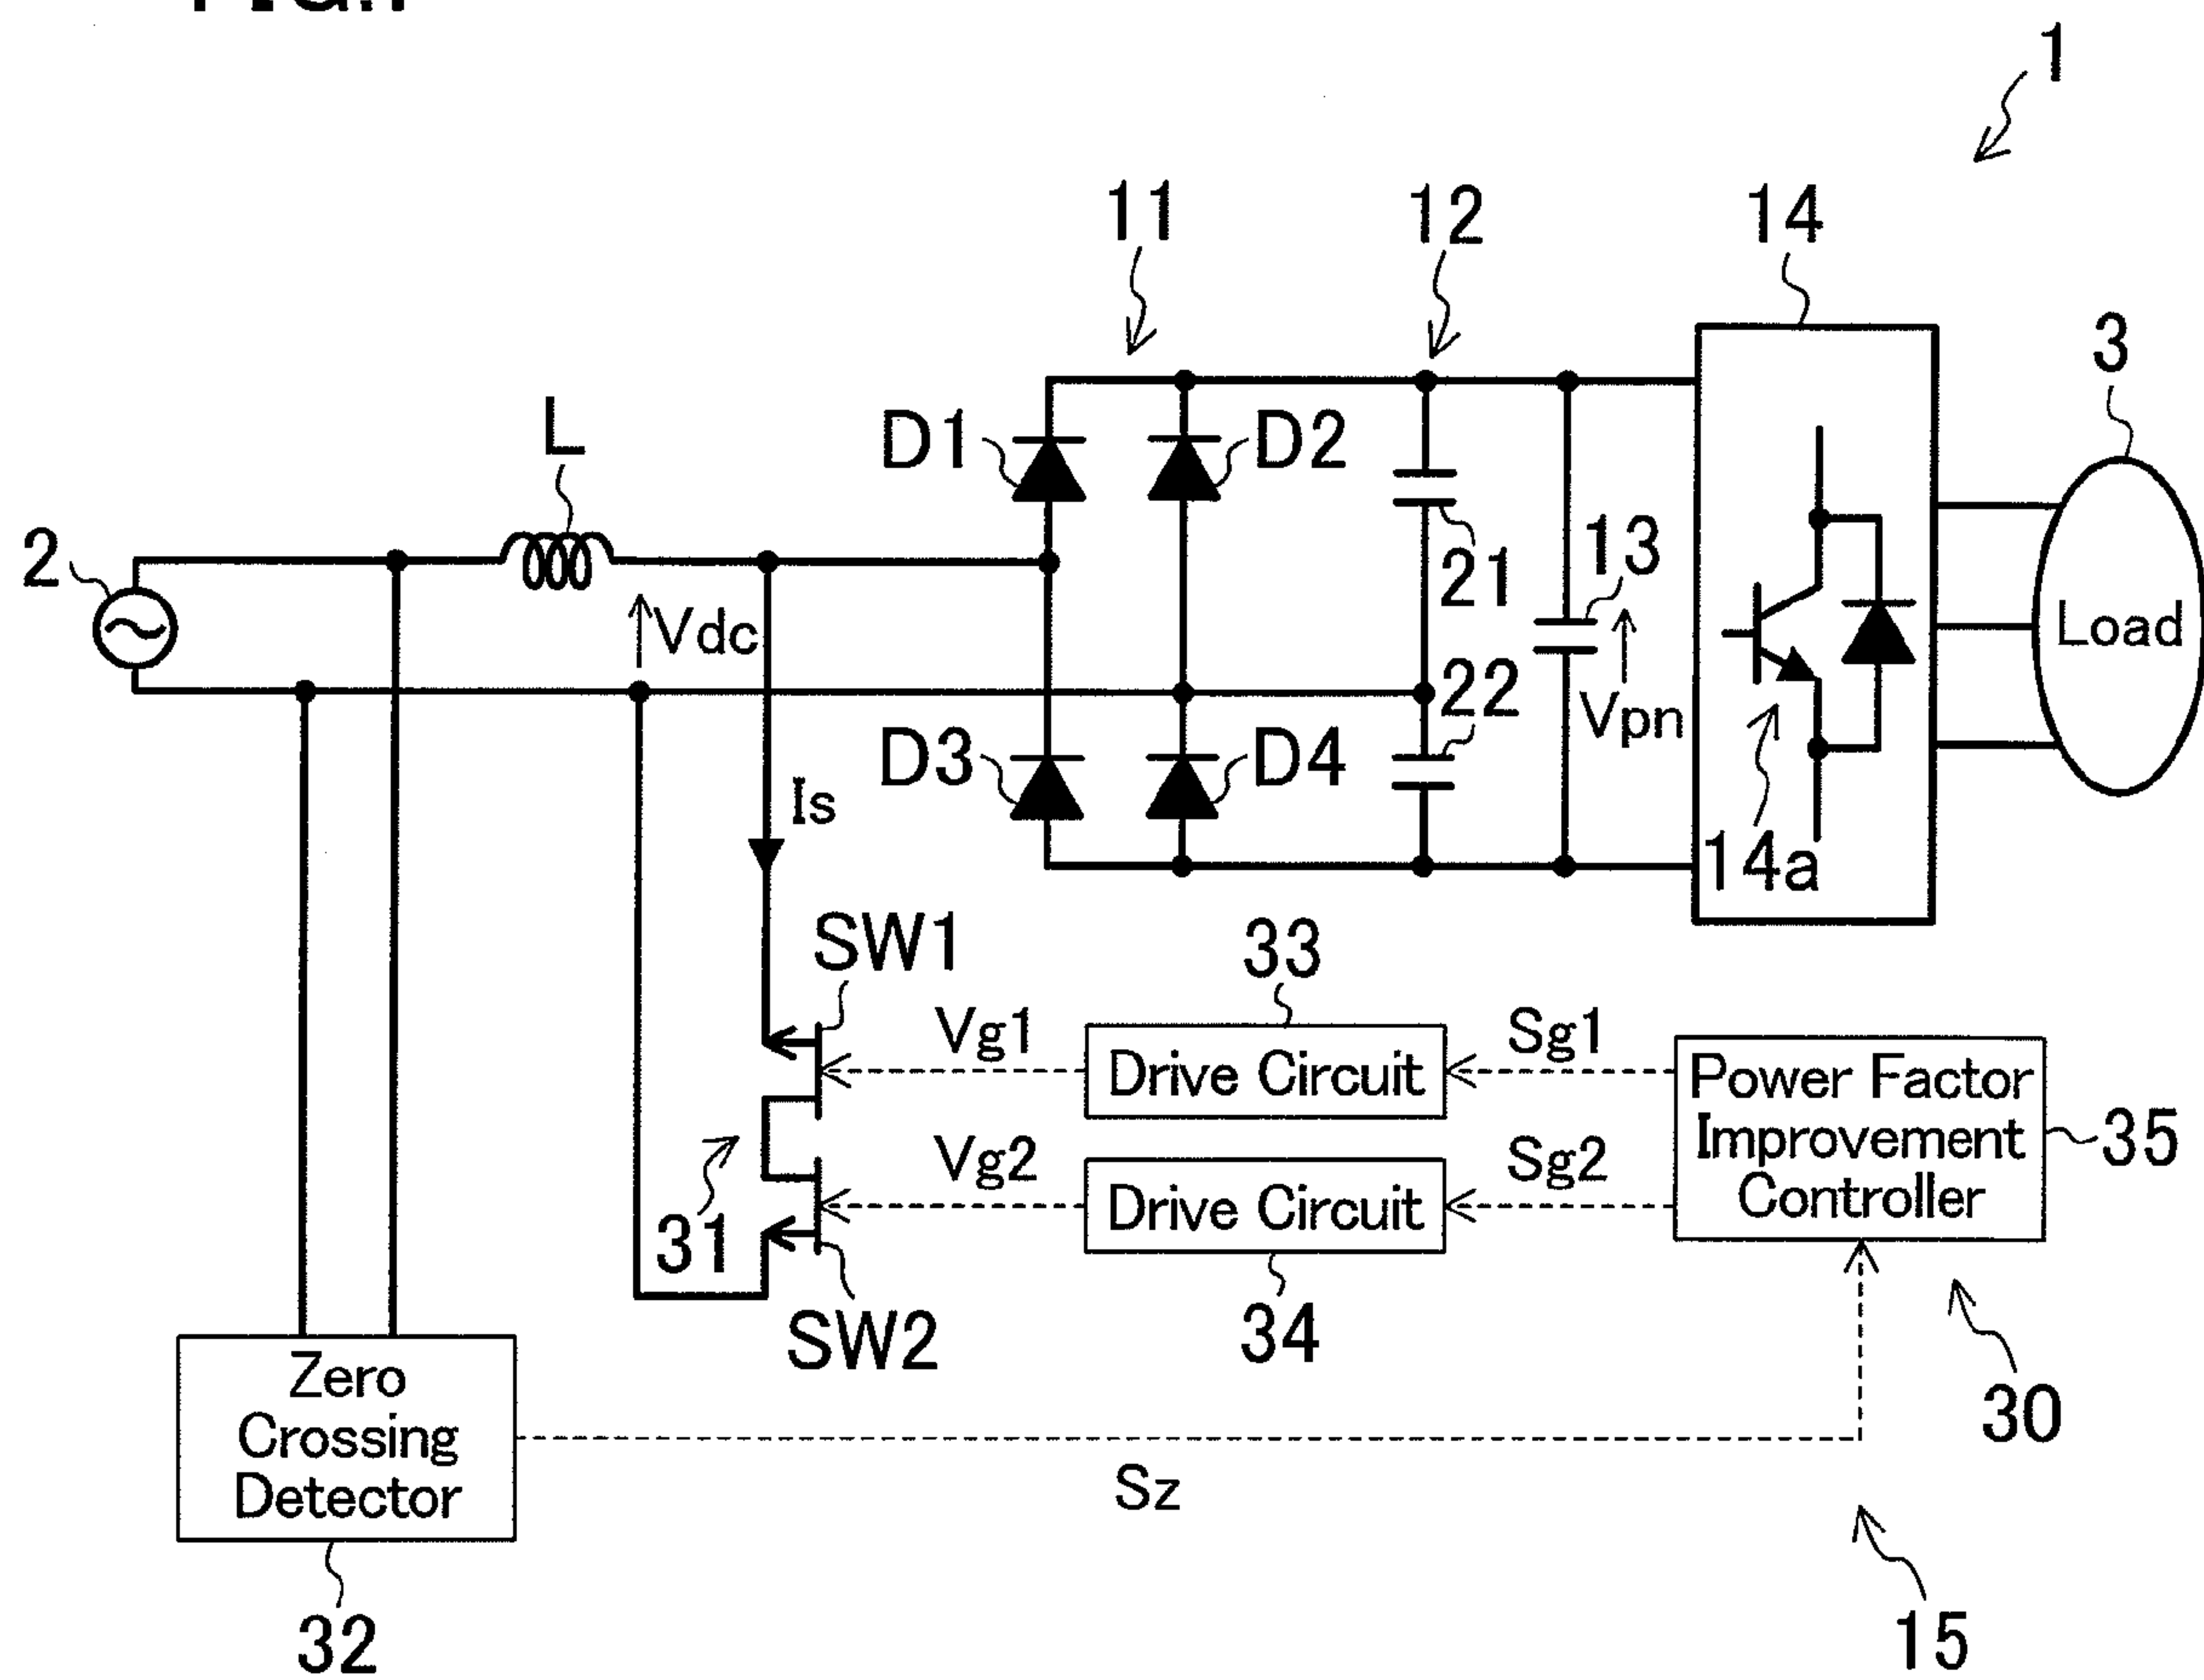 1
11
12
14
3
L
D1
D2
2
21
13
Load
Vdc
22
Vpn
D3
D4
Is
14a
SW1
33
Vg1
Drive Circuit
Sg1
Power Factor
Improvement
Controller
35
31
Vg2
Drive Circuit
Sg2
SW2
34
Zero
Crossing
Detector
30
Sz
32
15